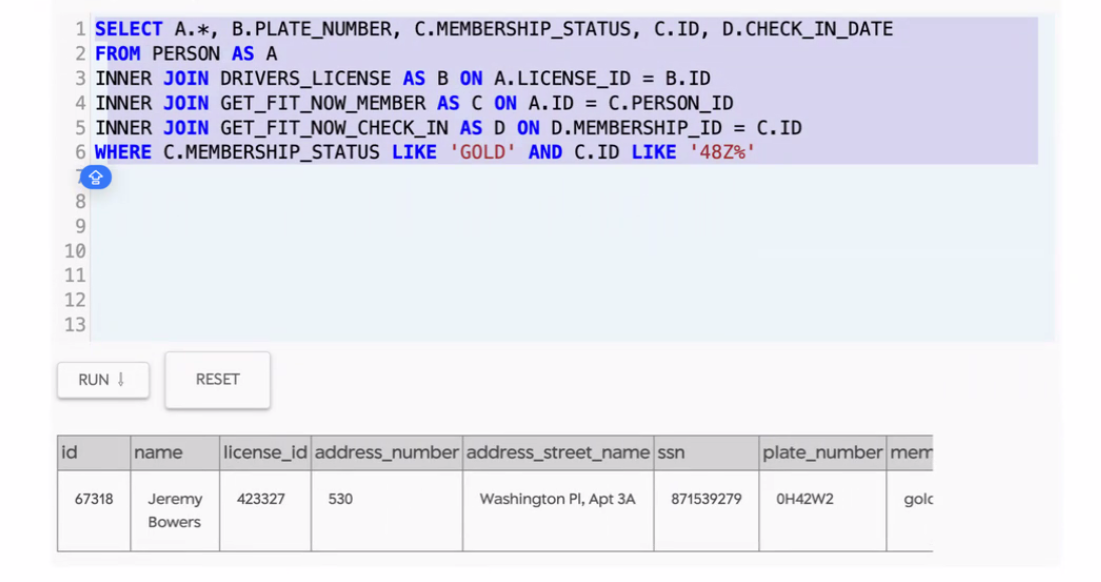 1 SELECT A.*, B.PLATE_NUMBER, C.MEMBERSHIP_STATUS, C.ID, D.CHECK_IN_DATE
2 FROM PERSON AS A
3 INNER JOIN DRIVERS_LICENSE AS B ON A.LICENSE_ID = B.ID
4 INNER JOIN GET_FIT_NOW_MEMBER AS C ON A.ID = C.PERSON_ID
5 INNER JOIN GET_FIT_NOW_CHECK_IN AS D ON D.MEMBERSHIP_ID = C.ID
6 WHERE C.MEMBERSHIP_STATUS LIKE 'GOLD' AND C.ID LIKE '48Z%'
7
8
9
10
11
12
13
RUN ↓ RESET
id name license_id address_number address_street_name ssn plate_number mem
67318 Jeremy 423327 530 Washington Pl, Apt 3A 871539279 0H42W2 golc
Bowers